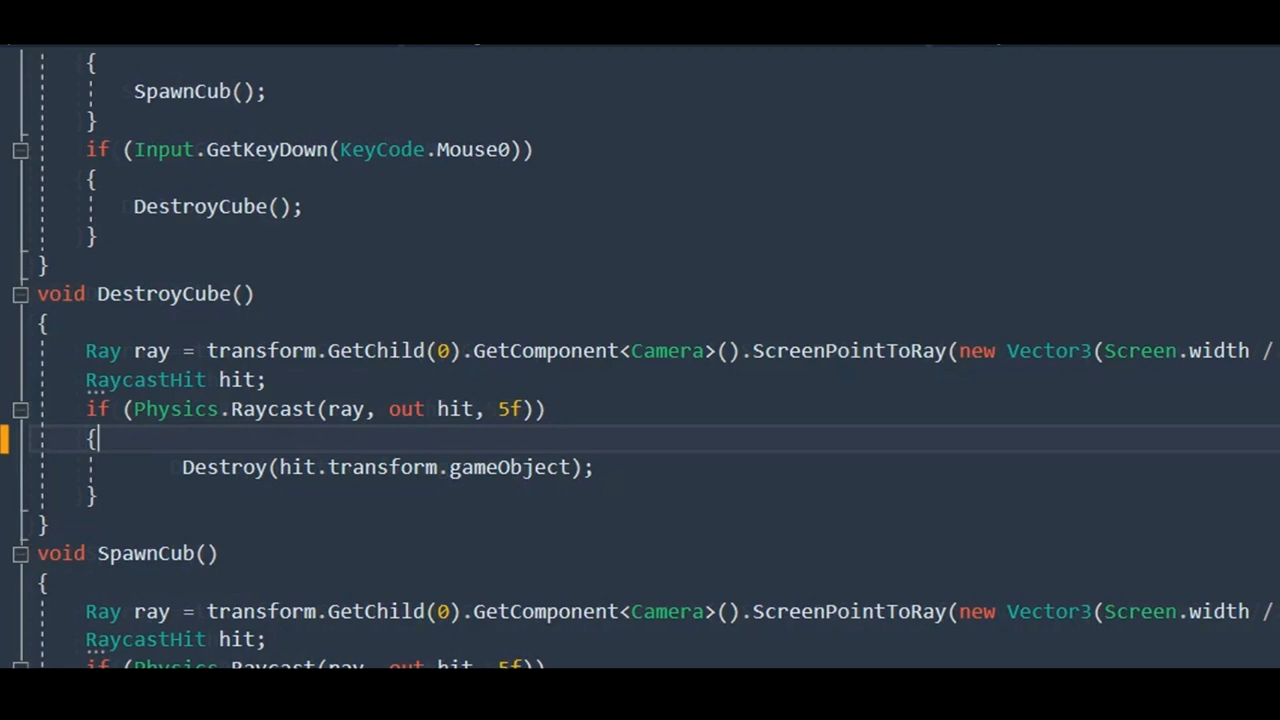 {
SpawnCub();
}
if (Input.GetKeyDown(KeyCode.Mouse0))
{
DestroyCube();
}
}
void DestroyCube()
{
Ray ray = transform.GetChild(0).GetComponent<Camera>().ScreenPointToRay(new Vector3(Screen.width /
RaycastHit hit;
if (Physics.Raycast(ray, out hit, 5f))
{
Destroy(hit.transform.gameObject);
}
}
void SpawnCub()
{
Ray ray = transform.GetChild(0).GetComponent<Camera>().ScreenPointToRay(new Vector3(Screen.width /
RaycastHit hit;
if (Physics.Raycast(ray, out hit, 5f))